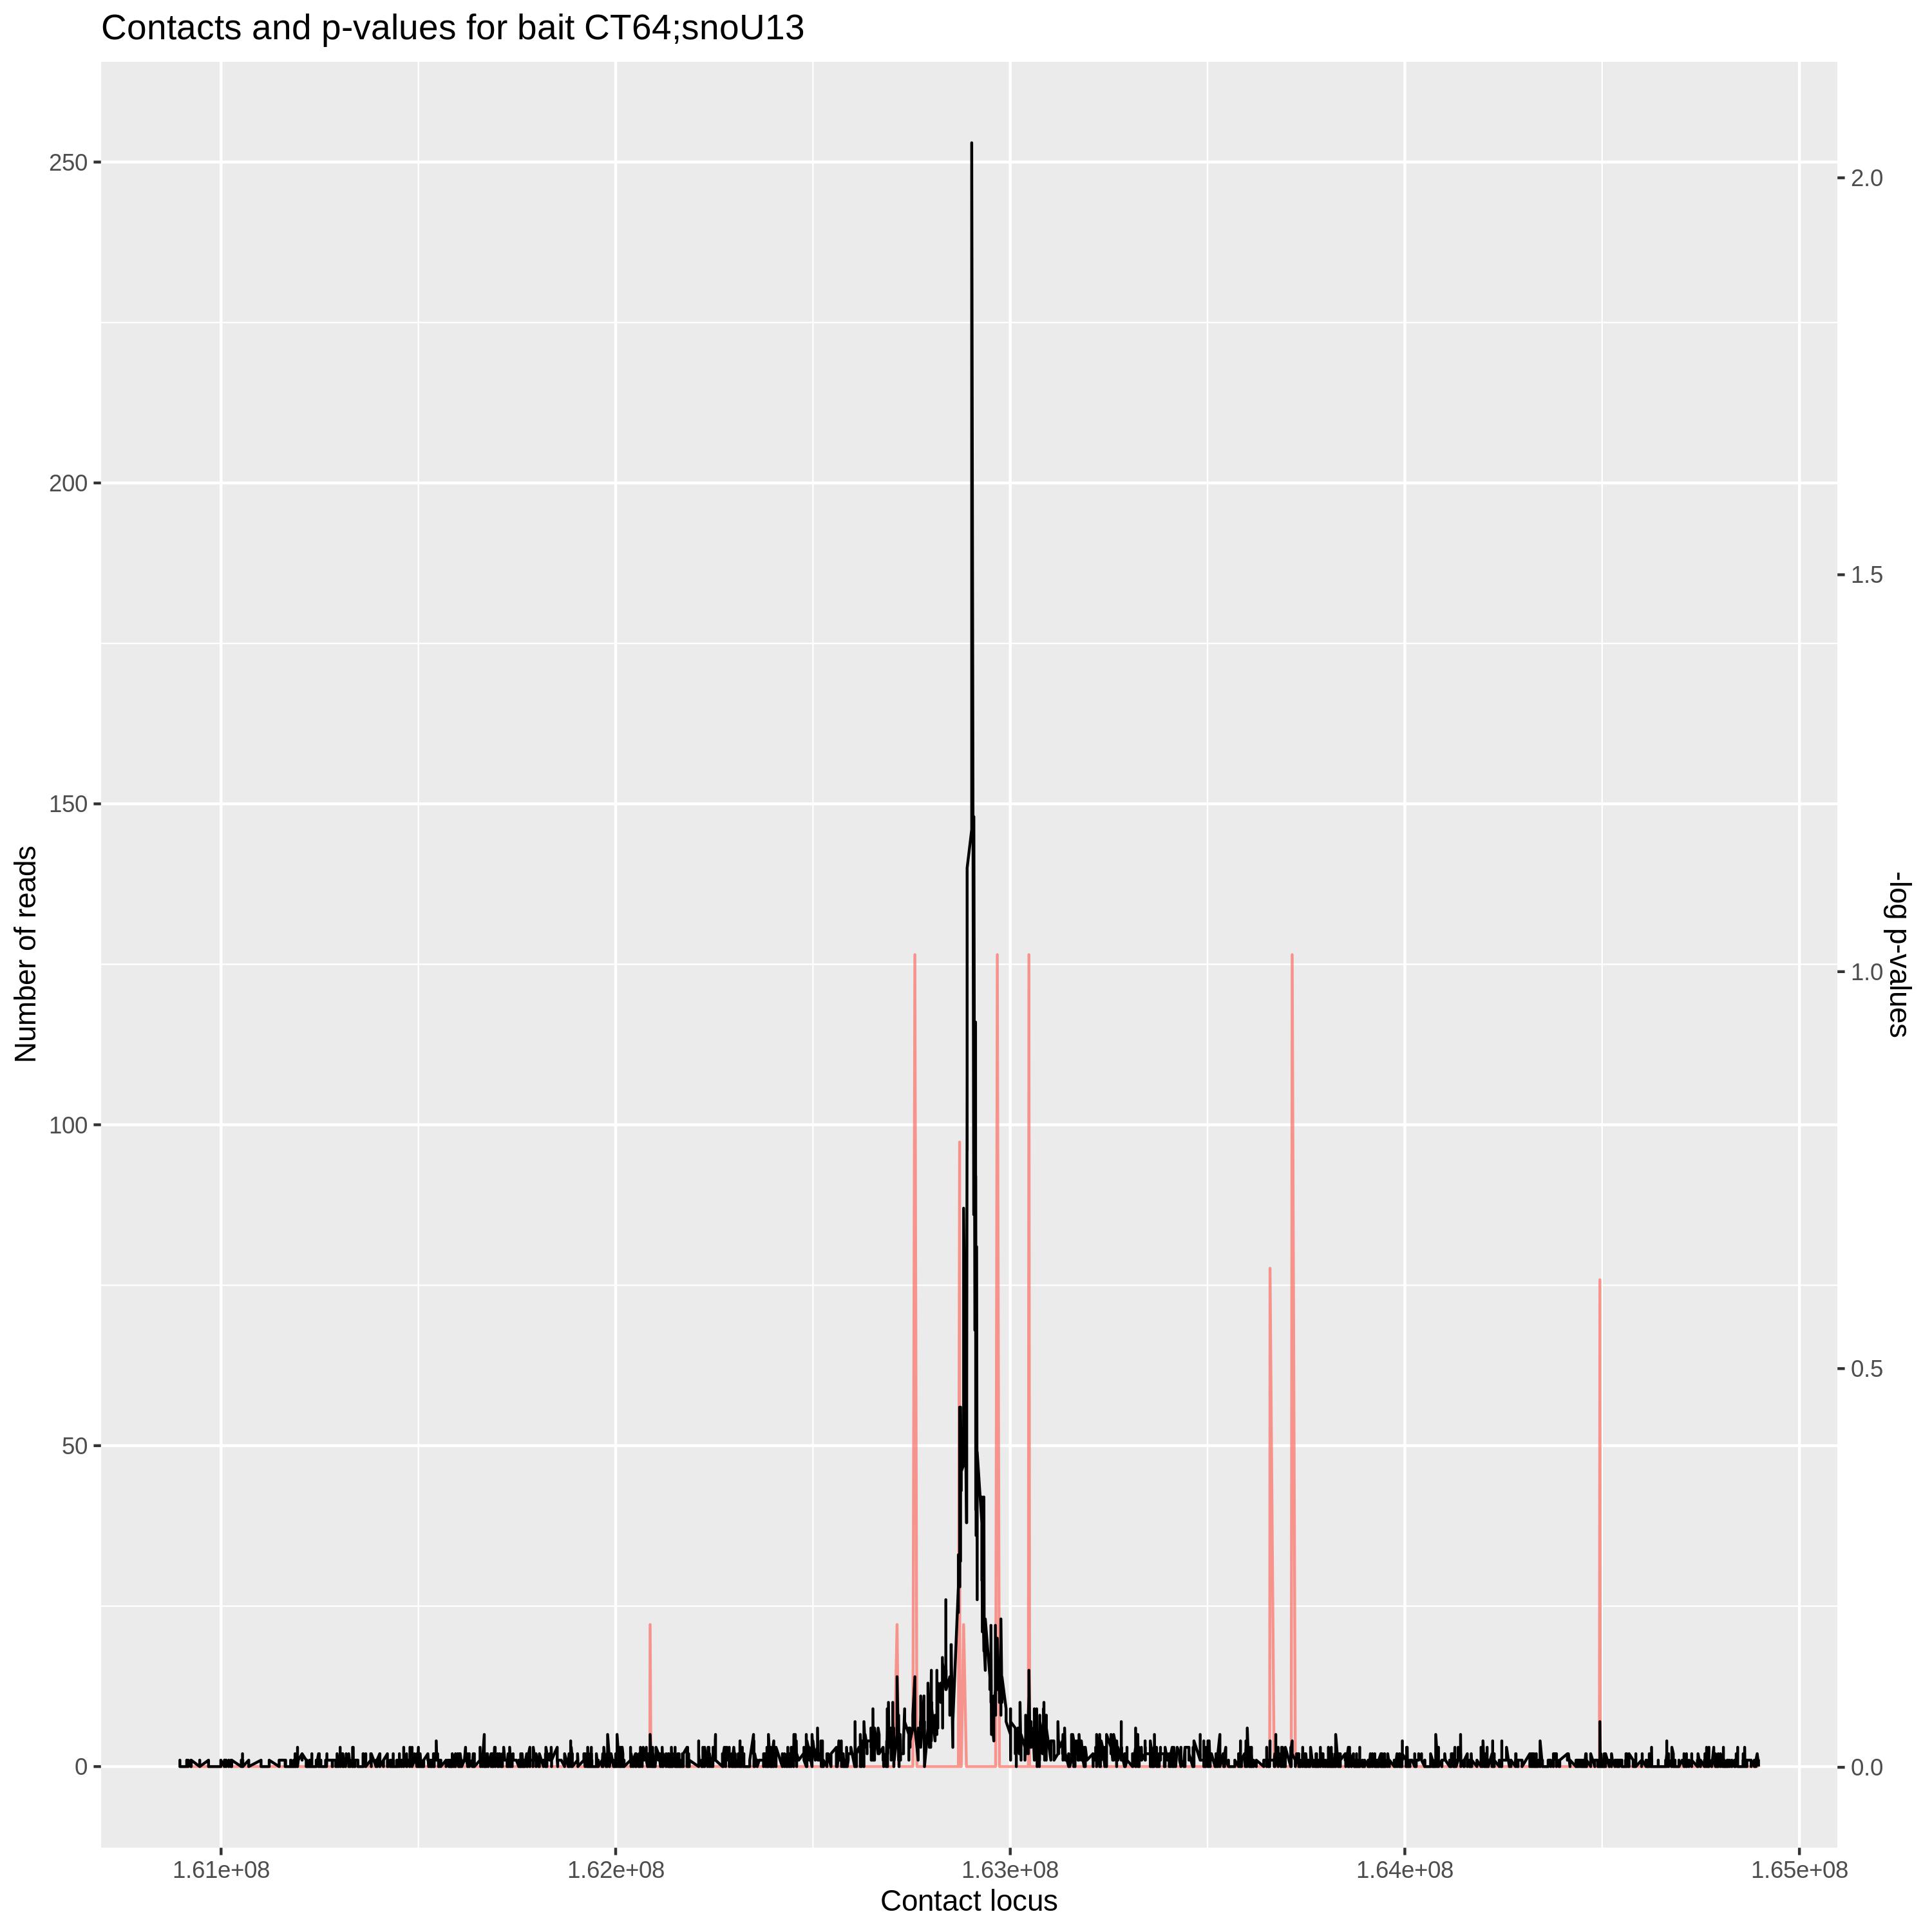 Contacts and p-values for bait CT64;snoU13
250
200
150
100
50
0
Number of reads
2.0
1.5
1.0
0.5
0.0
-log p-values
1.61e+08
1.62e+08
1.63e+08
1.64e+08
1.65e+08
Contact locus